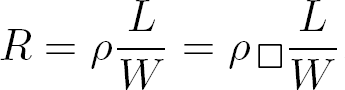 R = ρ L/W = ρ□ L/W